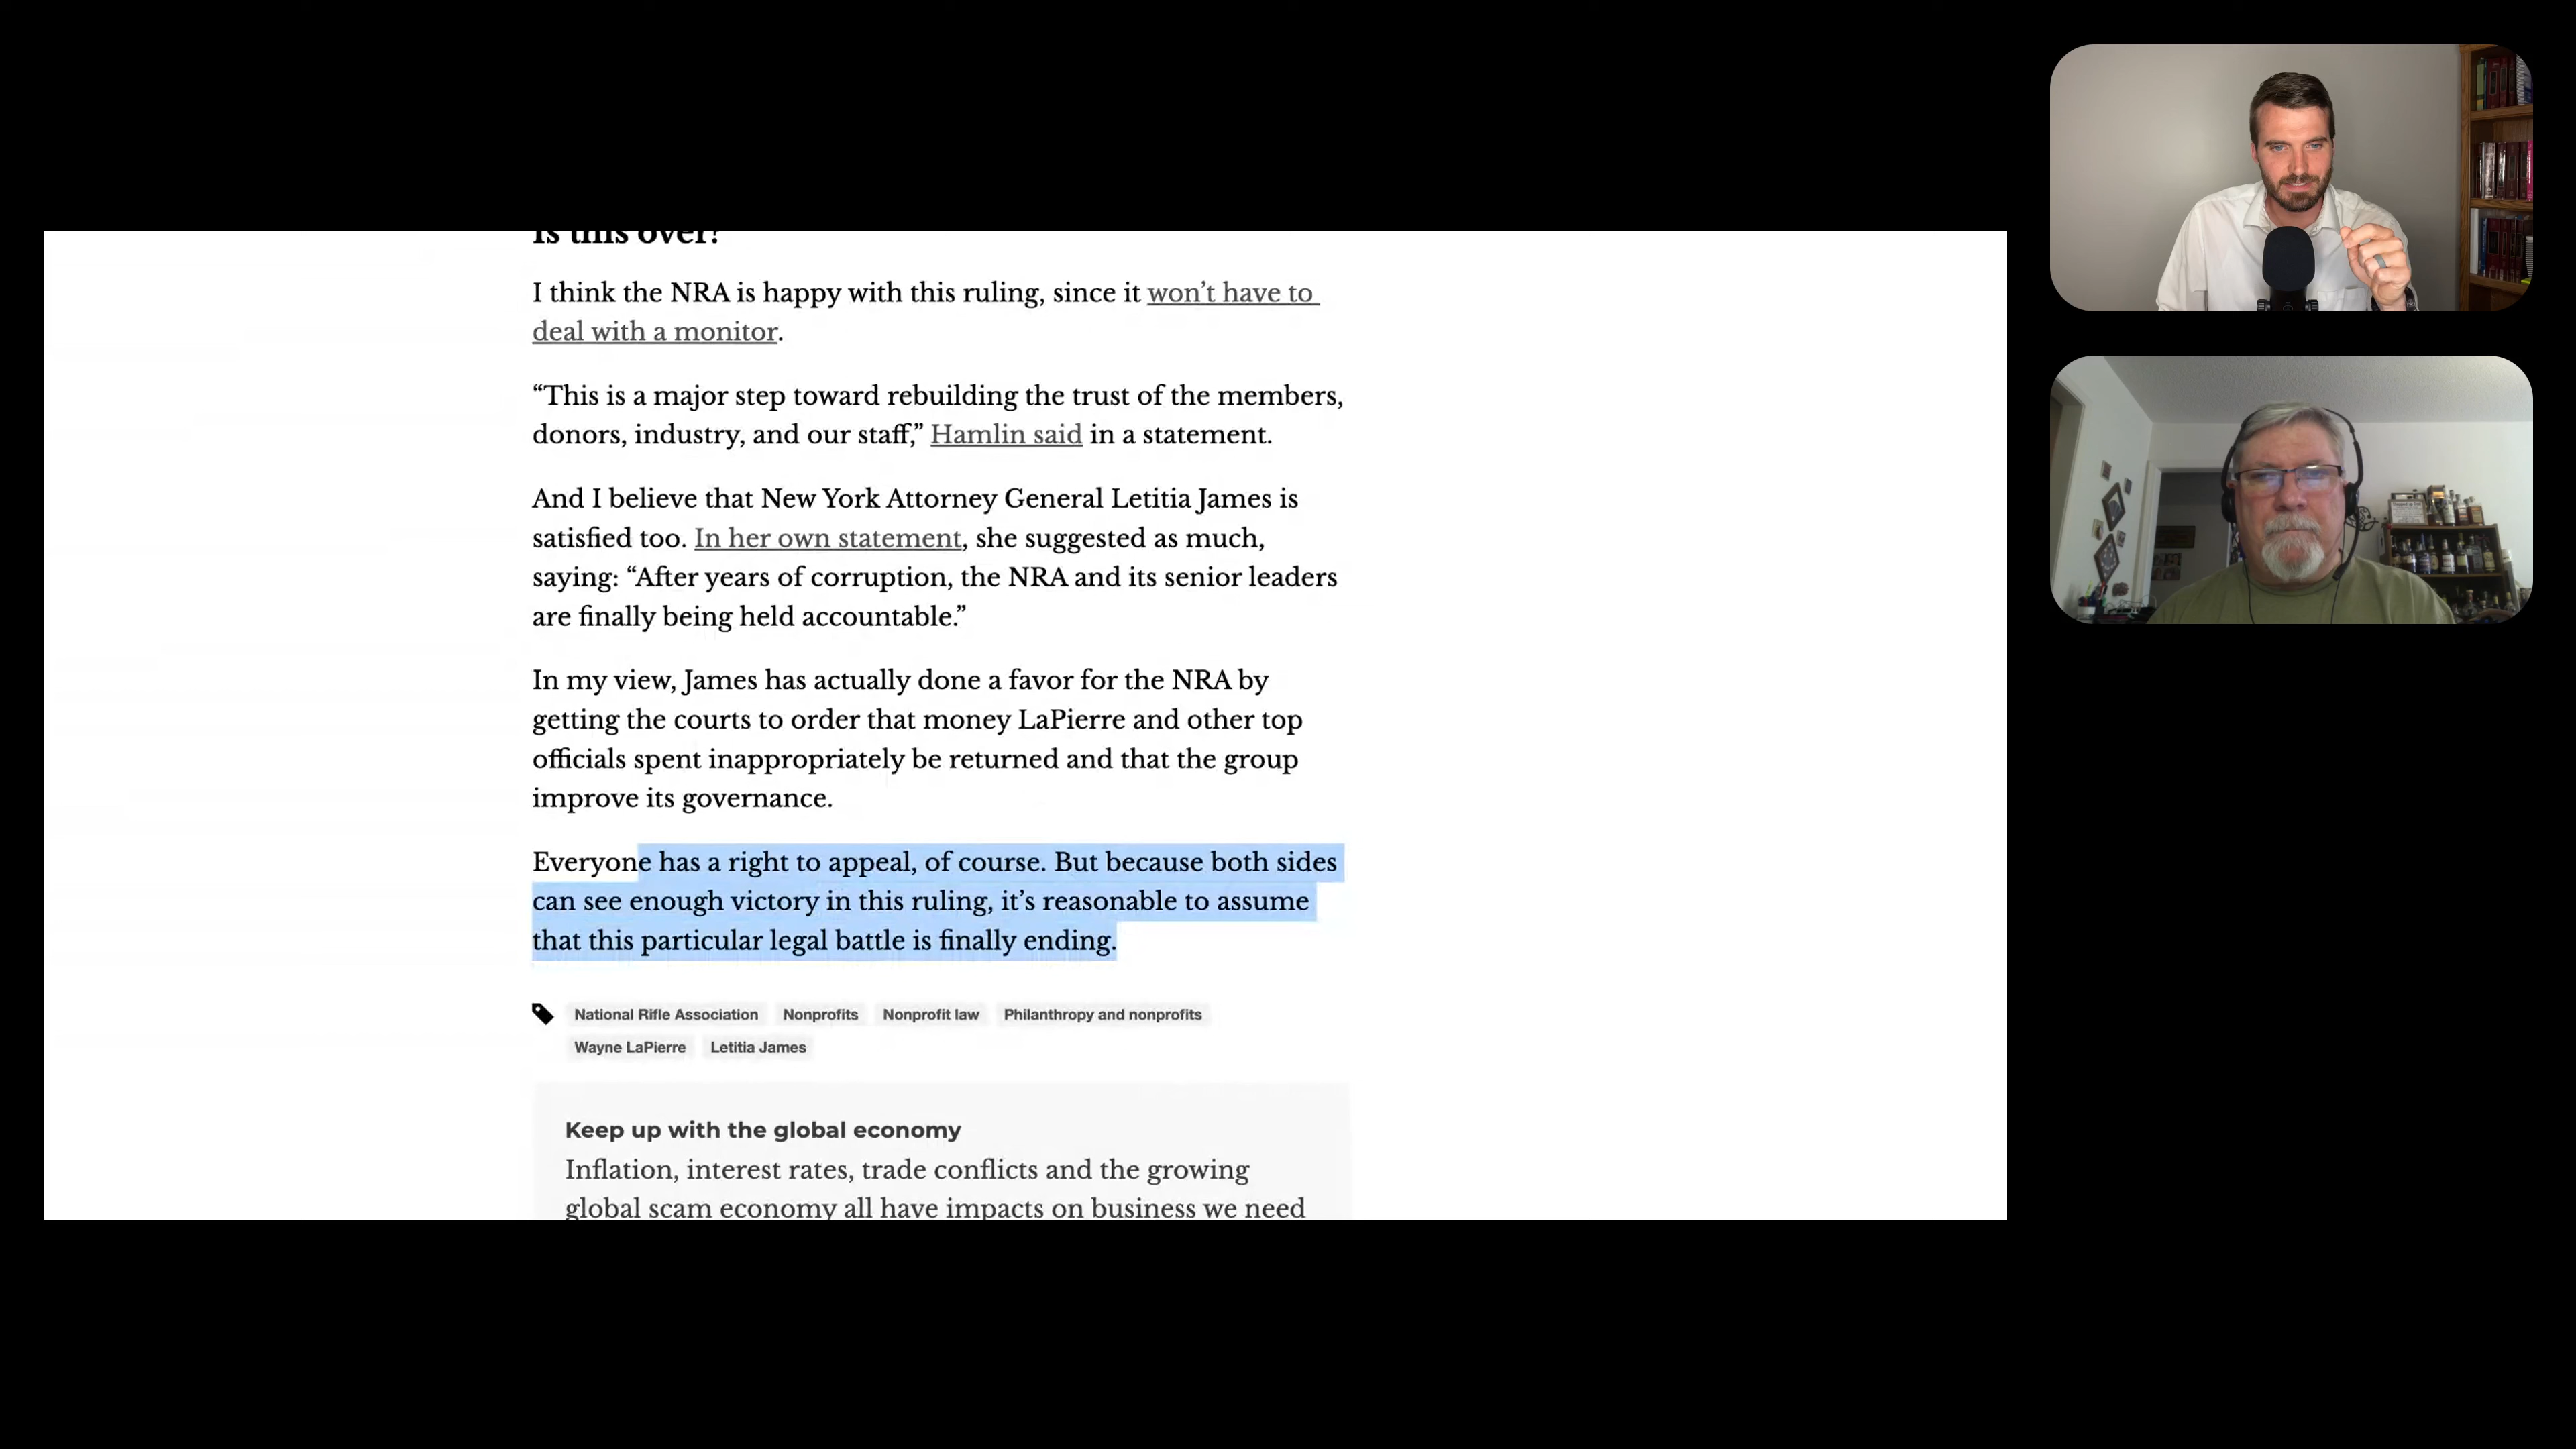 Is this over?
I think the NRA is happy with this ruling, since it won’t have to
deal with a monitor.
“This is a major step toward rebuilding the trust of the members,
donors, industry, and our staff,” Hamlin said in a statement.
And I believe that New York Attorney General Letitia James is
satisfied too. In her own statement, she suggested as much,
saying: “After years of corruption, the NRA and its senior leaders
are finally being held accountable.”
In my view, James has actually done a favor for the NRA by
getting the courts to order that money LaPierre and other top
officials spent inappropriately be returned and that the group
improve its governance.
Everyone has a right to appeal, of course. But because both sides
can see enough victory in this ruling, it’s reasonable to assume
that this particular legal battle is finally ending.
National Rifle Association Nonprofits Nonprofit law Philanthropy and nonprofits
Wayne LaPierre Letitia James
Keep up with the global economy
Inflation, interest rates, trade conflicts and the growing
global scam economy all have impacts on business we need